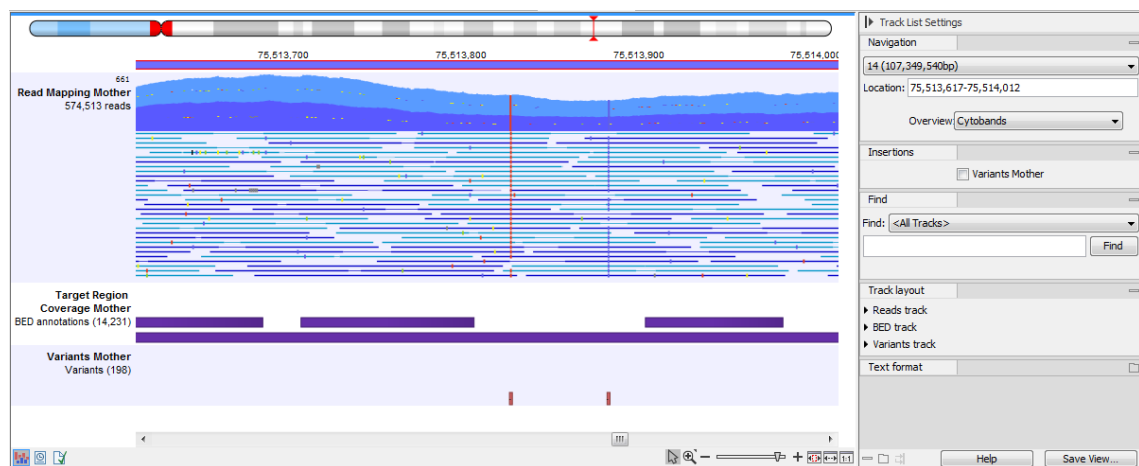 75,513,700
75,513,800
75,513,900
75,514,000
661
Read Mapping Mother
574,513 reads
Target Region
Coverage Mother
BED annotations (14,231)
Variants Mother
Variants (198)
1:1
Track List Settings
Navigation
14 (107,349,540bp)
Location: 75,513,617-75,514,012
Overview: Cytobands
Insertions
Variants Mother
Find
Find: <All Tracks>
Find
Track layout
Reads track
BED track
Variants track
Text format
Help
Save View...